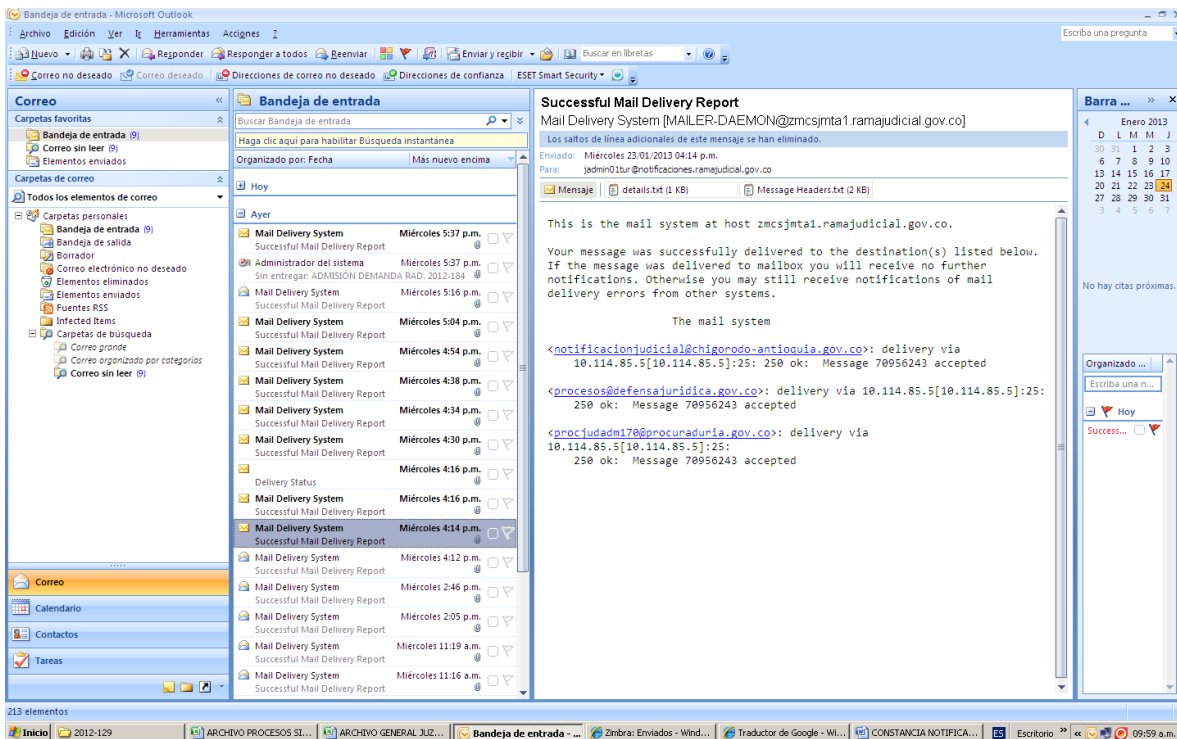 Bandeja de entrada - Microsoft Outlook
Archivo Edición Ver Ir Herramientas Acciones ?
Escriba una pregunta
Nuevo Responder Responder a todos Reenviar Enviar y recibir Buscar en libretas
Correo no deseado Correo deseado Direcciones de correo no deseado Direcciones de confianza ESET Smart Security
Correo «
Carpetas favoritas
Bandeja de entrada (9)
Correo sin leer (9)
Elementos enviados
Carpetas de correo
Todos los elementos de correo
Carpetas personales
Bandeja de entrada (9)
Bandeja de salida
Borrador
Correo electrónico no deseado
Elementos eliminados
Elementos enviados
Fuentes RSS
Infected Items
Carpetas de búsqueda
Correo grande
Correo organizado por categorías
Correo sin leer (9)
Correo
Calendario
Contactos
Tareas
Bandeja de entrada
Buscar Bandeja de entrada
Haga clic aquí para habilitar Búsqueda instantánea
Organizado por: Fecha Más nuevo encima
Hoy
Ayer
Mail Delivery System Miércoles 5:37 p.m.
Successful Mail Delivery Report
Administrador del sistema Miércoles 5:37 p.m.
Sin entregar: ADMISIÓN DEMANDA RAD. 2012-184
Mail Delivery System Miércoles 5:16 p.m.
Successful Mail Delivery Report
Mail Delivery System Miércoles 5:04 p.m.
Successful Mail Delivery Report
Mail Delivery System Miércoles 4:54 p.m.
Successful Mail Delivery Report
Mail Delivery System Miércoles 4:38 p.m.
Successful Mail Delivery Report
Mail Delivery System Miércoles 4:34 p.m.
Successful Mail Delivery Report
Mail Delivery System Miércoles 4:30 p.m.
Successful Mail Delivery Report
Miércoles 4:16 p.m.
Delivery Status
Mail Delivery System Miércoles 4:16 p.m.
Successful Mail Delivery Report
Mail Delivery System Miércoles 4:14 p.m.
Successful Mail Delivery Report
Mail Delivery System Miércoles 4:12 p.m.
Successful Mail Delivery Report
Mail Delivery System Miércoles 2:46 p.m.
Successful Mail Delivery Report
Mail Delivery System Miércoles 2:05 p.m.
Successful Mail Delivery Report
Mail Delivery System Miércoles 11:19 a.m.
Successful Mail Delivery Report
Mail Delivery System Miércoles 11:16 a.m.
Successful Mail Delivery Report
Successful Mail Delivery Report
Mail Delivery System [MAILER-DAEMON@zmcsjmta1.ramajudicial.gov.co]
Los saltos de línea adicionales de este mensaje se han eliminado.
Enviado: Miércoles 23/01/2013 04:14 p.m.
Para: jadmin01tur@notificaciones.ramajudicial.gov.co
Mensaje details.txt (1 KB) Message Headers.txt (2 KB)
This is the mail system at host zmcsjmta1.ramajudicial.gov.co.
Your message was successfully delivered to the destination(s) listed below.
If the message was delivered to mailbox you will receive no further
notifications. Otherwise you may still receive notifications of mail
delivery errors from other systems.
The mail system
<notificacionjudicial@chigorodo-antioquia.gov.co>: delivery via
10.114.85.5[10.114.85.5]:25: 250 ok: Message 70956243 accepted
<procesos@defensajuridica.gov.co>: delivery via 10.114.85.5[10.114.85.5]:25:
250 ok: Message 70956243 accepted
<procjudadm170@procuraduria.gov.co>: delivery via
10.114.85.5[10.114.85.5]:25:
250 ok: Message 70956243 accepted
Barra ... »
Enero 2013
D L M M J
30 31 1 2 3
6 7 8 9 10
13 14 15 16 17
20 21 22 23 24
27 28 29 30 31
3 4 5 6 7
No hay citas próximas.
Organizado ...
Escriba una n...
Hoy
Success...
213 elementos
Inicio 2012-129 ARCHIVO PROCESOS SI... ARCHIVO GENERAL JUZ... Bandeja de entrada - ... Zimbra: Enviados - Wind... Traductor de Google - Wi... CONSTANCIA NOTIFICA... ES Escritorio » « 09:59 a.m.